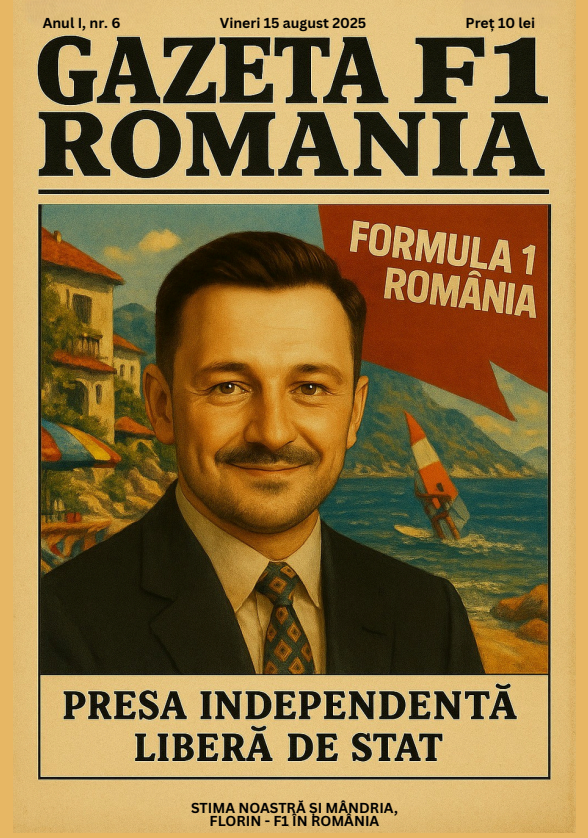 Anul I, nr. 6 Vineri 15 august 2025 Preț 10 lei
GAZETA F1
ROMANIA
FORMULA 1
ROMÂNIA
PRESA INDEPENDENTĂ
LIBERĂ DE STAT
STIMA NOASTRĂ ȘI MÂNDRIA,
FLORIN - F1 ÎN ROMÂNIA